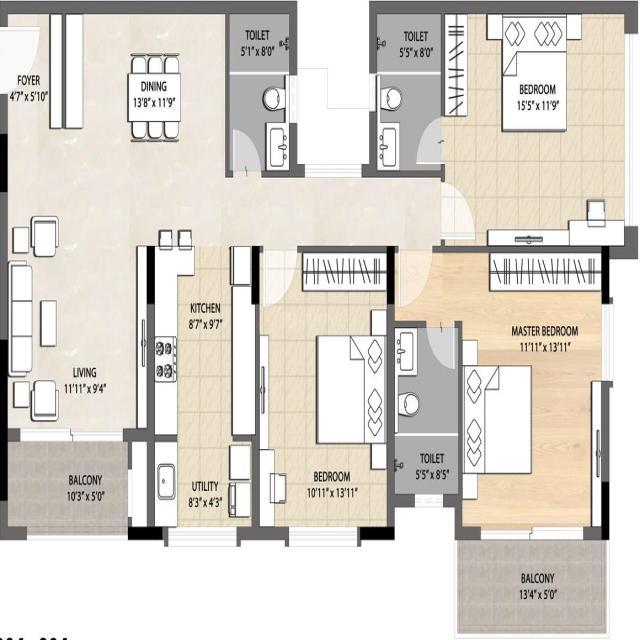 TOILET
5'1" x 8'0"
TOILET
5'5" x 8'0"
FOYER
4'7" x 5'10"
DINING
13'8" x 11'9"
BEDROOM
15'5" x 11'9"
KITCHEN
8'7" x 9'7"
MASTER BEDROOM
11'11" x 13'11"
LIVING
11'11" x 9'4"
BALCONY
10'3" x 5'0"
UTILITY
8'3" x 4'3"
BEDROOM
10'11" x 13'11"
TOILET
5'5" x 8'5"
BALCONY
13'4" x 5'0"